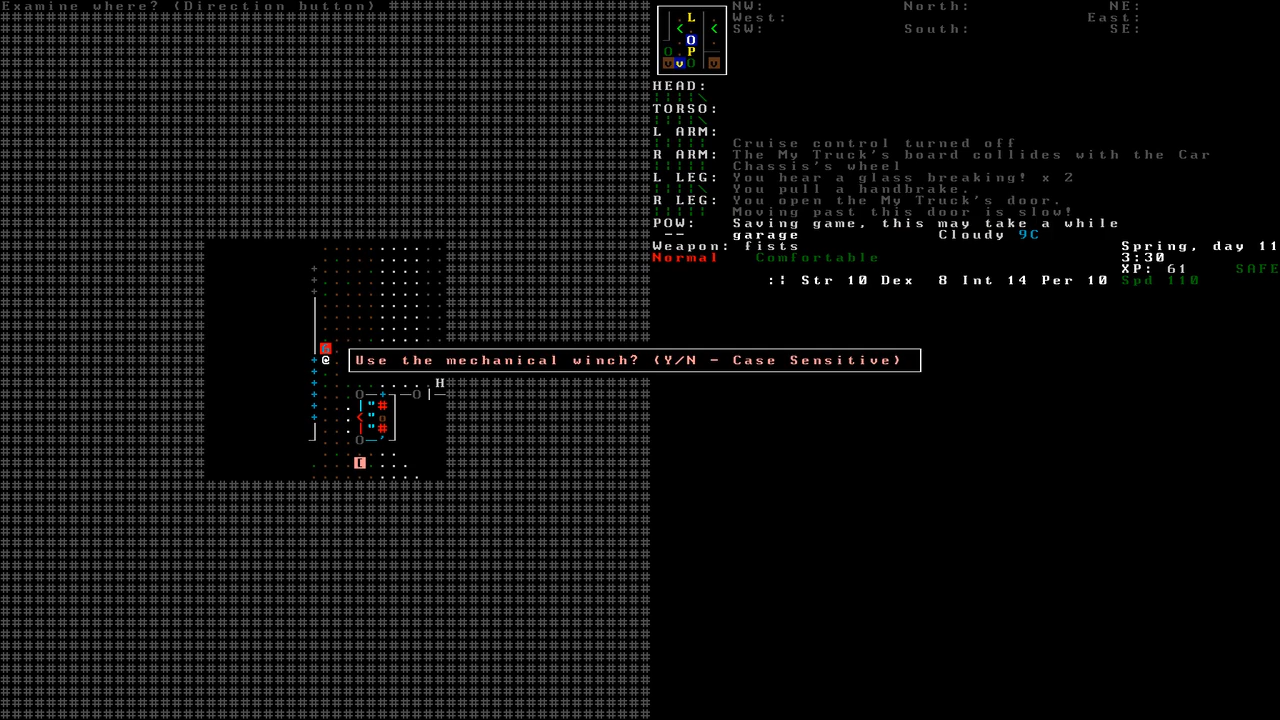 Examine where? (Direction button)
NW: North: NE:
West: East:
SW: South: SE:
HEAD:
TORSO:
L ARM:
Cruise control turned off
R ARM: The My Truck's board collides with the Car
Chassis's wheel
L LEG: You hear a glass breaking! x 2
You pull a handbrake.
R LEG: You open the My Truck's door.
Moving past this door is slow!
POW: Saving game, this may take a while
-- garage Cloudy 9C
Weapon: fists Spring, day 11
Normal Comfortable 3:30
XP: 61 SAFE
:| Str 10 Dex 8 Int 14 Per 10 Spd 110
Use the mechanical winch? (Y/N - Case Sensitive)